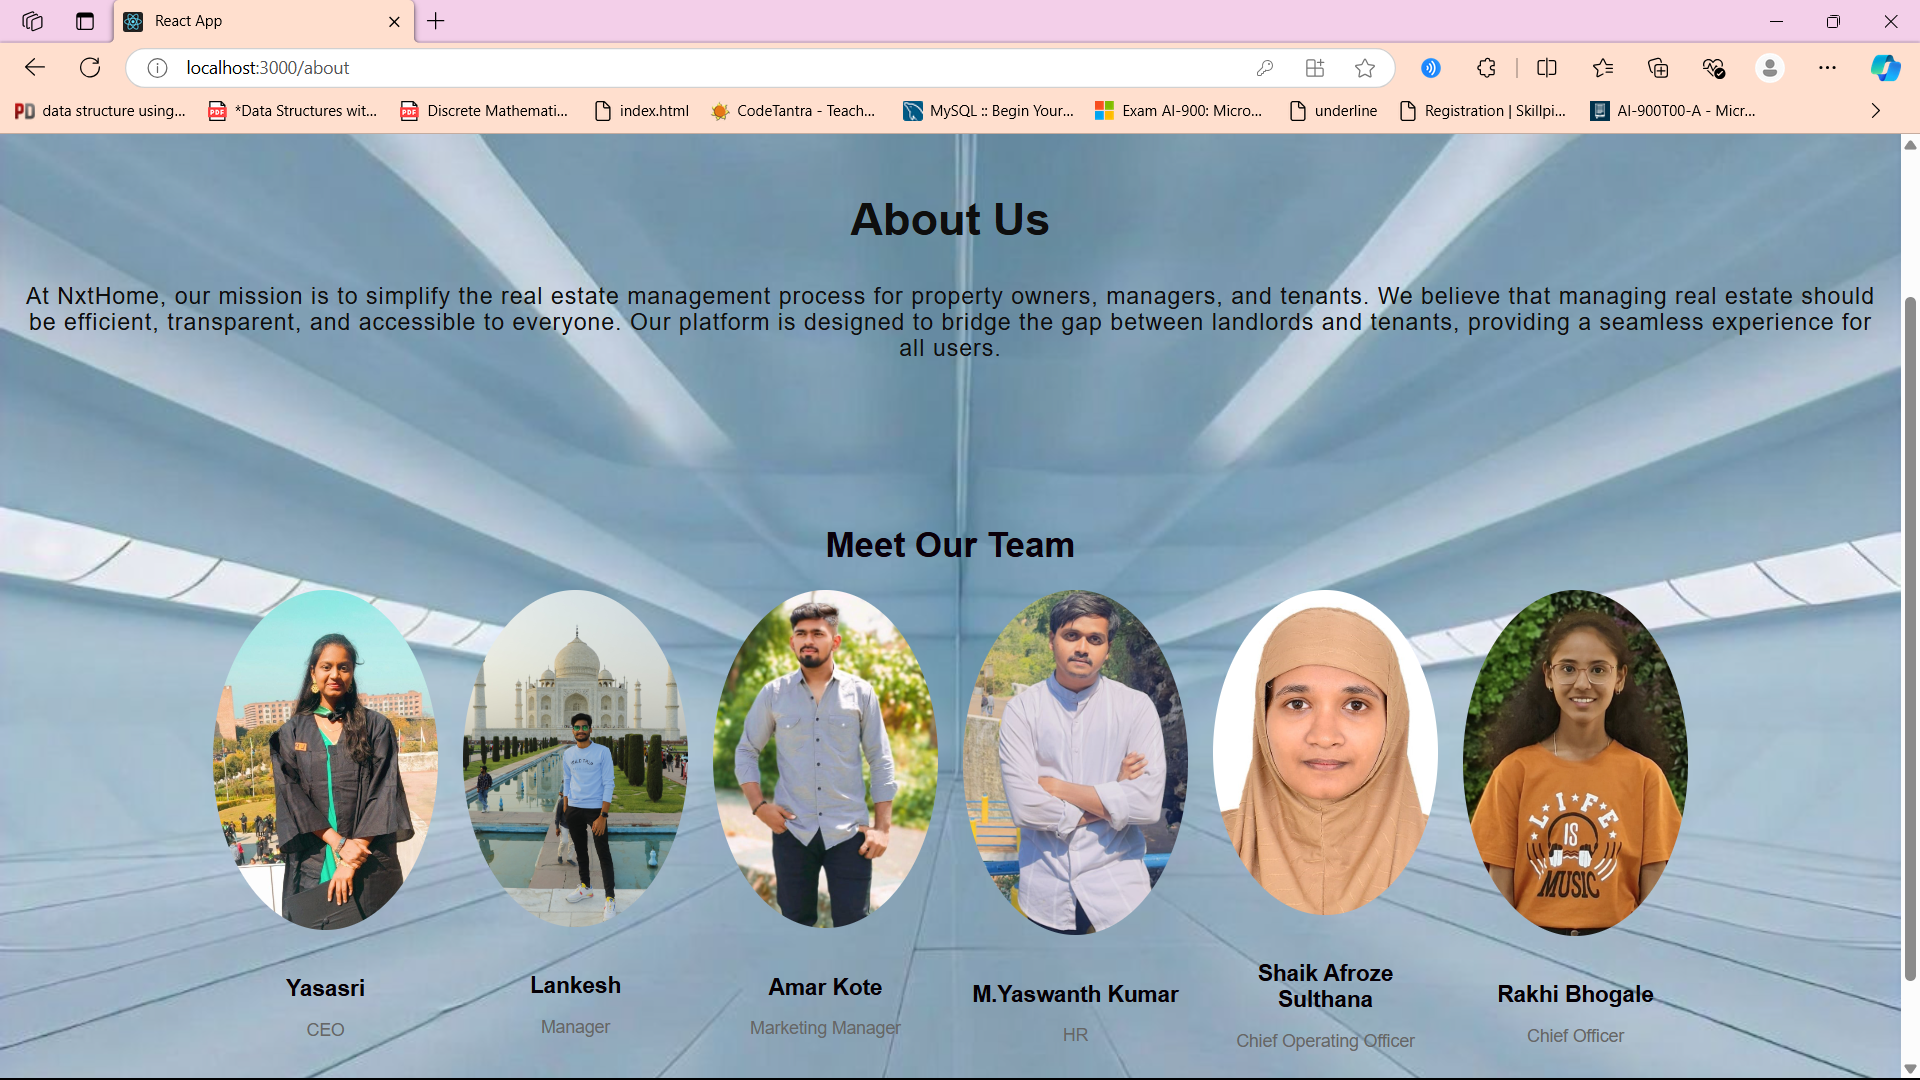 React App
localhost:3000/about
data structure using...
*Data Structures wit...
Discrete Mathemati...
index.html
CodeTantra - Teach...
MySQL :: Begin Your...
Exam AI-900: Micro...
underline
Registration | Skillpi...
AI-900T00-A - Micr...
About Us
At NxtHome, our mission is to simplify the real estate management process for property owners, managers, and tenants. We believe that managing real estate should
be efficient, transparent, and accessible to everyone. Our platform is designed to bridge the gap between landlords and tenants, providing a seamless experience for
all users.
Meet Our Team
LIFE
IS
MUSIC
Yasasri
CEO
Lankesh
Manager
Amar Kote
Marketing Manager
M.Yaswanth Kumar
HR
Shaik Afroze
Sulthana
Chief Operating Officer
Rakhi Bhogale
Chief Officer